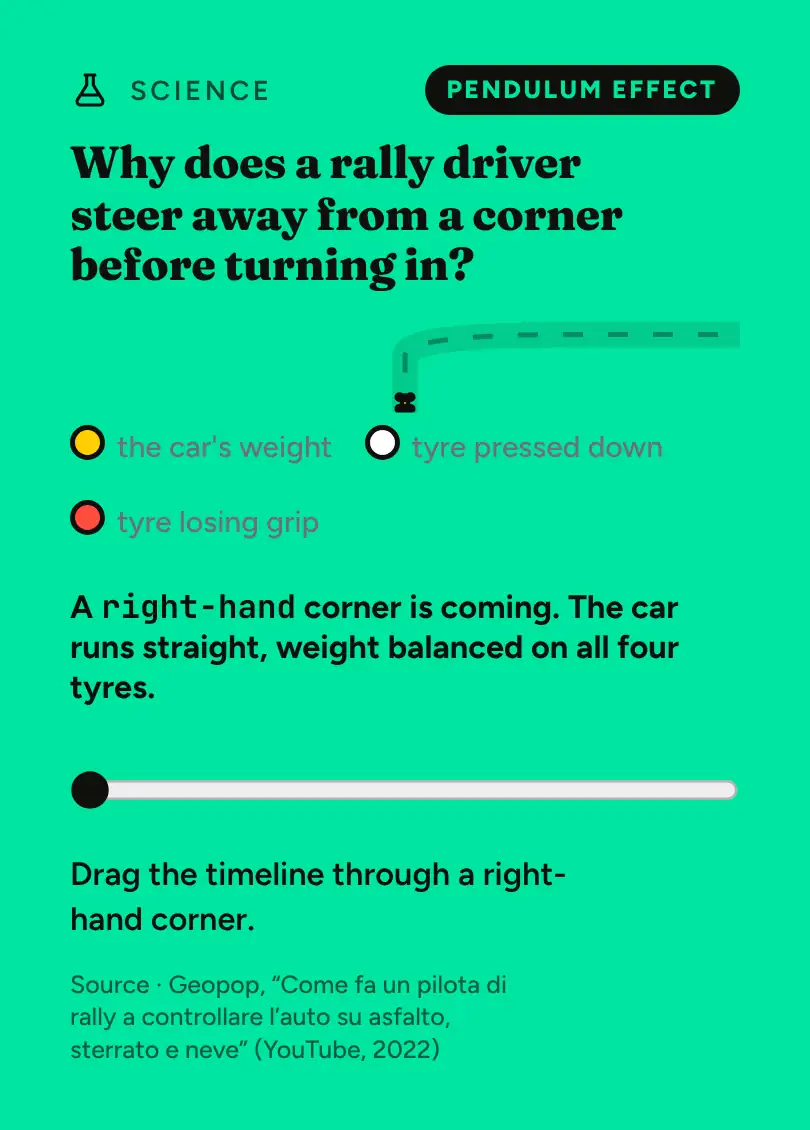 SCIENCE
PENDULUM EFFECT
Why does a rally driver
steer away from a corner
before turning in?
the car's weight
tyre pressed down
tyre losing grip
A right-hand corner is coming. The car
runs straight, weight balanced on all four
tyres.
Drag the timeline through a right-
hand corner.
Source · Geopop, “Come fa un pilota di
rally a controllare l’auto su asfalto,
sterrato e neve” (YouTube, 2022)